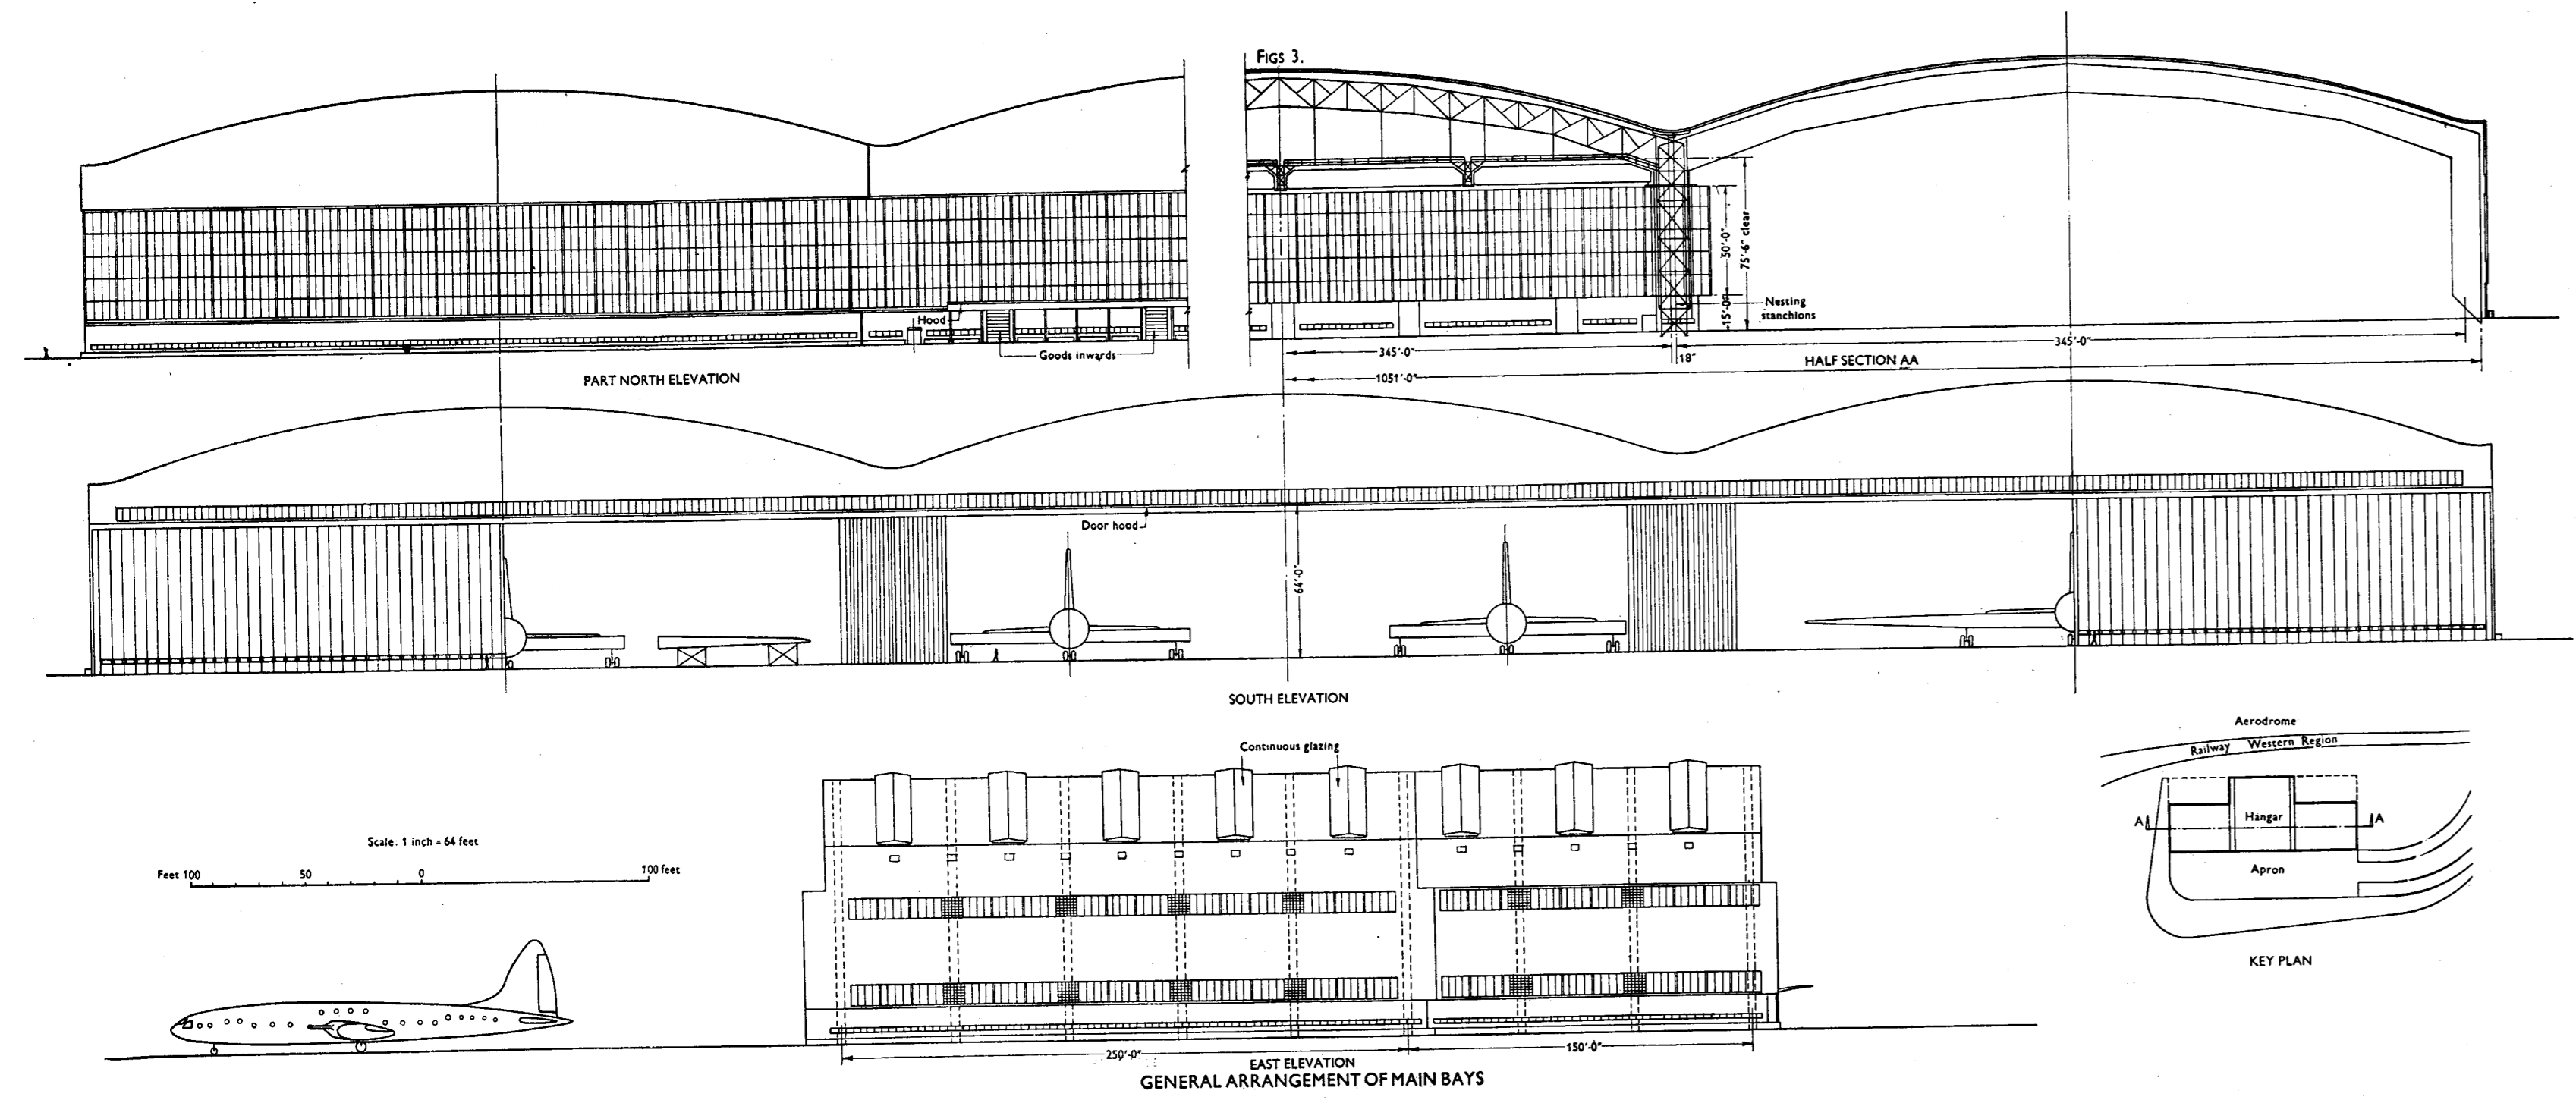 FIGS 3.
Hood
Goods inwards
PART NORTH ELEVATION
15'-0"
50'-0"
75'-6" clear
Nesting
stanchions
345'-0"
18"
345'-0"
HALF SECTION AA
1051'-0"
Door hood
64'-0"
SOUTH ELEVATION
Scale: 1 inch = 64 feet
Feet 100 50 0 100 feet
Continuous glazing
250'-0"
150'-0"
EAST ELEVATION
GENERAL ARRANGEMENT OF MAIN BAYS
Aerodrome
Railway Western Region
A Hangar A
Apron
KEY PLAN